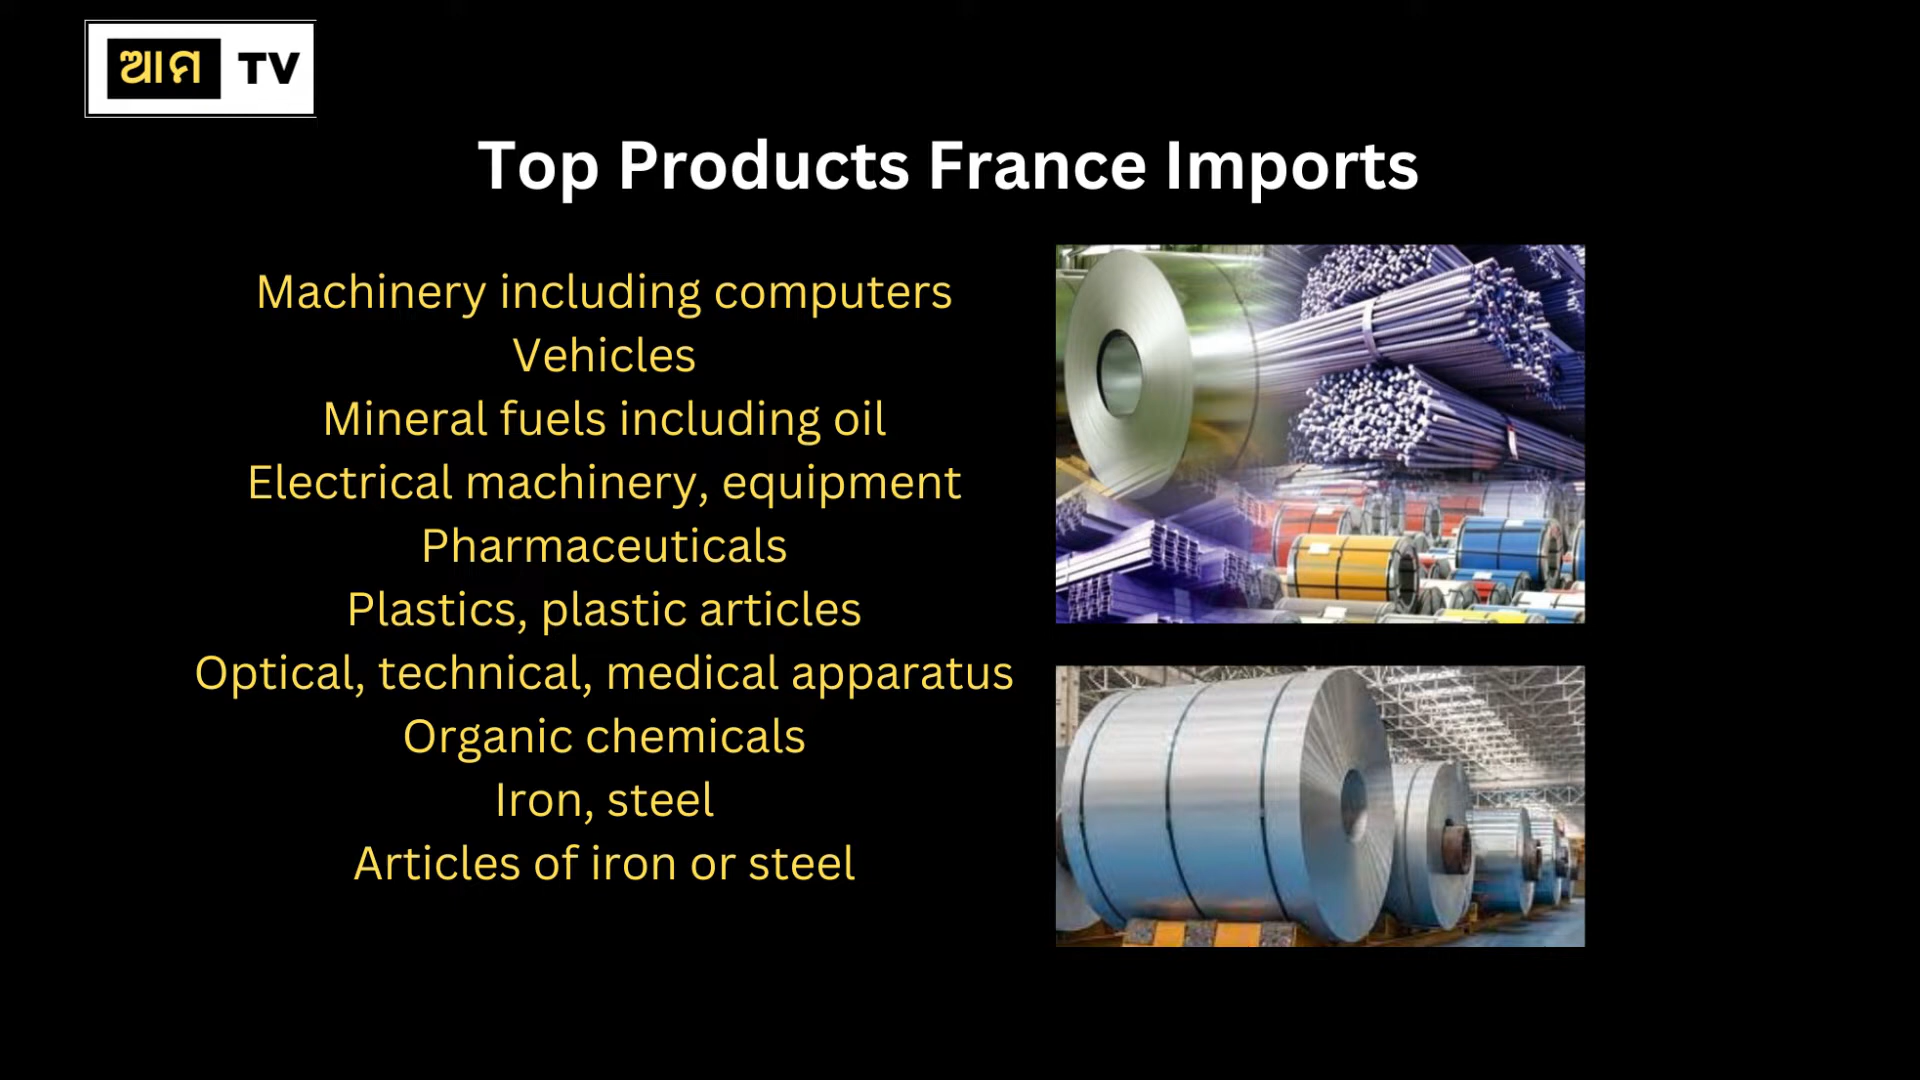 ଆମ TV
Top Products France Imports
Machinery including computers
Vehicles
Mineral fuels including oil
Electrical machinery, equipment
Pharmaceuticals
Plastics, plastic articles
Optical, technical, medical apparatus
Organic chemicals
Iron, steel
Articles of iron or steel